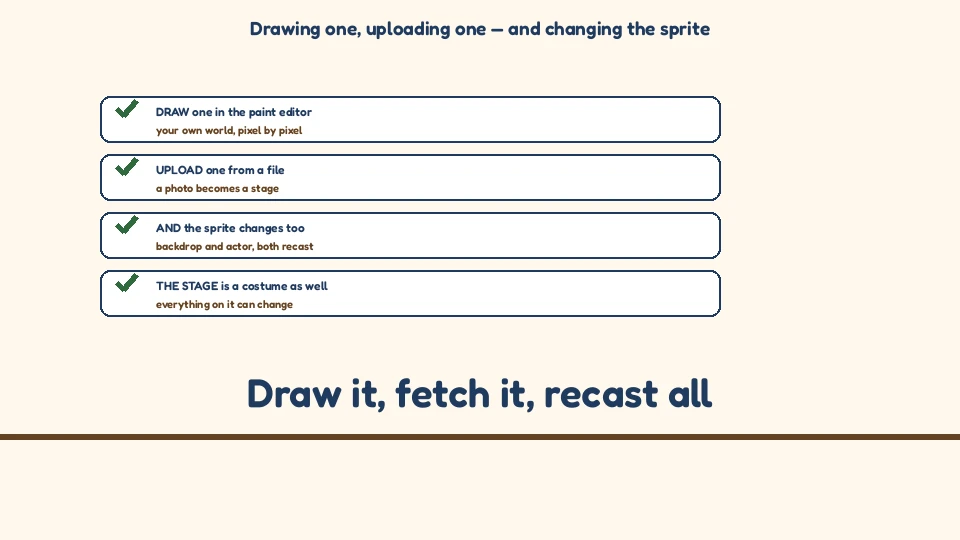 Drawing one, uploading one — and changing the sprite
DRAW one in the paint editor
your own world, pixel by pixel
UPLOAD one from a file
a photo becomes a stage
AND the sprite changes too
backdrop and actor, both recast
THE STAGE is a costume as well
everything on it can change
Draw it, fetch it, recast all